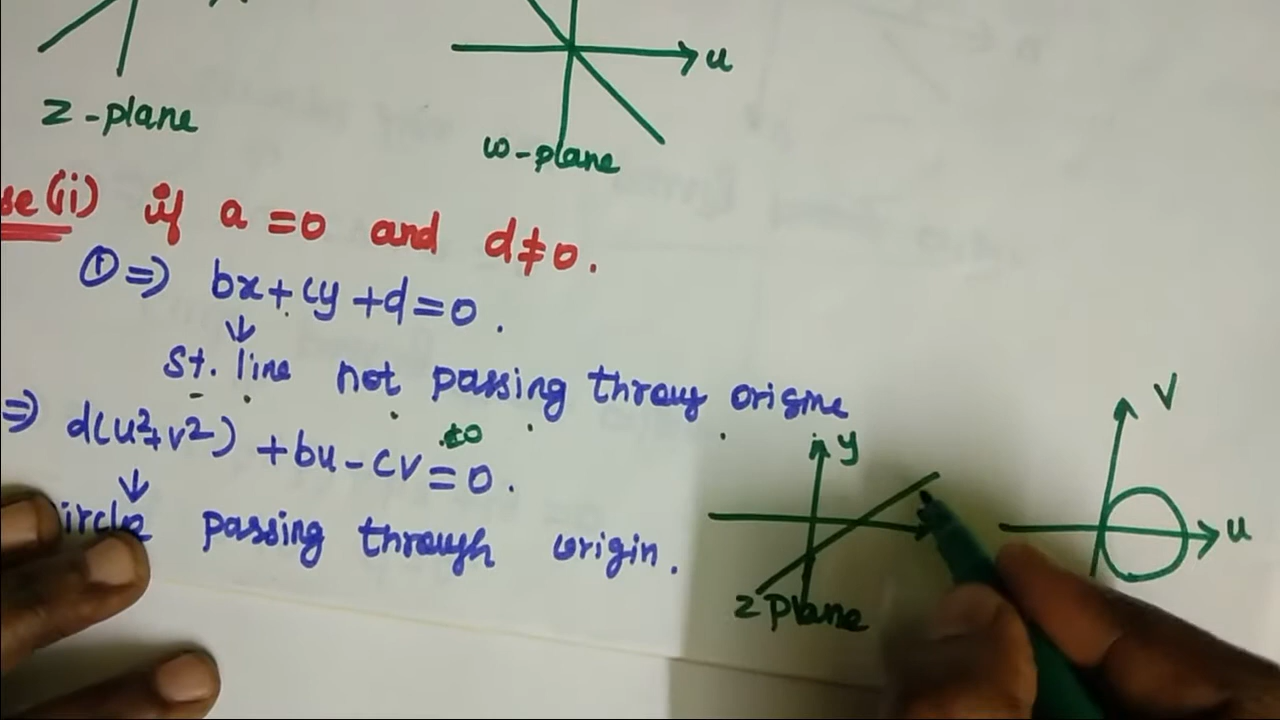 u
z-plane
w-plane
se (ii) if a = 0 and d ≠ 0.
① ⇒ bx + cy + d = 0.
↓
St. line not passing throug origine
⇒ d(u²+v²) + bu - cv = 0.
↓
ircle passing through origin.
y
z plane
V
u